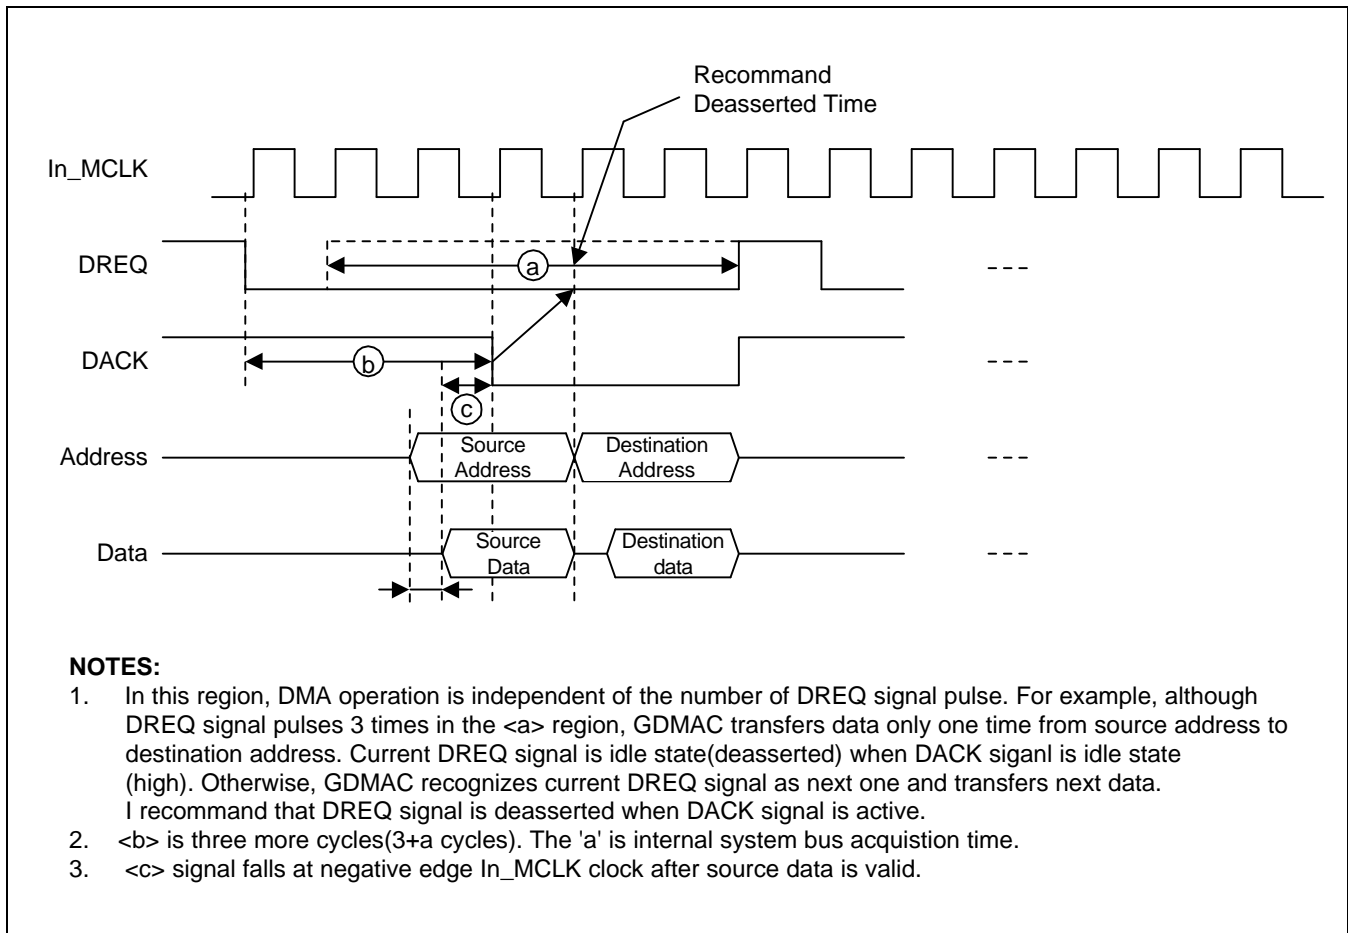 Recommand
Deasserted Time
In_MCLK
DREQ
a
- - -
DACK
b
- - -
c
Address
Source
Address
Destination
Address
- - -
Data
Source
Data
Destination
data
- - -
NOTES:
1. In this region, DMA operation is independent of the number of DREQ signal pulse. For example, although
DREQ signal pulses 3 times in the <a> region, GDMAC transfers data only one time from source address to
destination address. Current DREQ signal is idle state(deasserted) when DACK siganl is idle state
(high). Otherwise, GDMAC recognizes current DREQ signal as next one and transfers next data.
I recommand that DREQ signal is deasserted when DACK signal is active.
2. <b> is three more cycles(3+a cycles). The 'a' is internal system bus acquistion time.
3. <c> signal falls at negative edge In_MCLK clock after source data is valid.